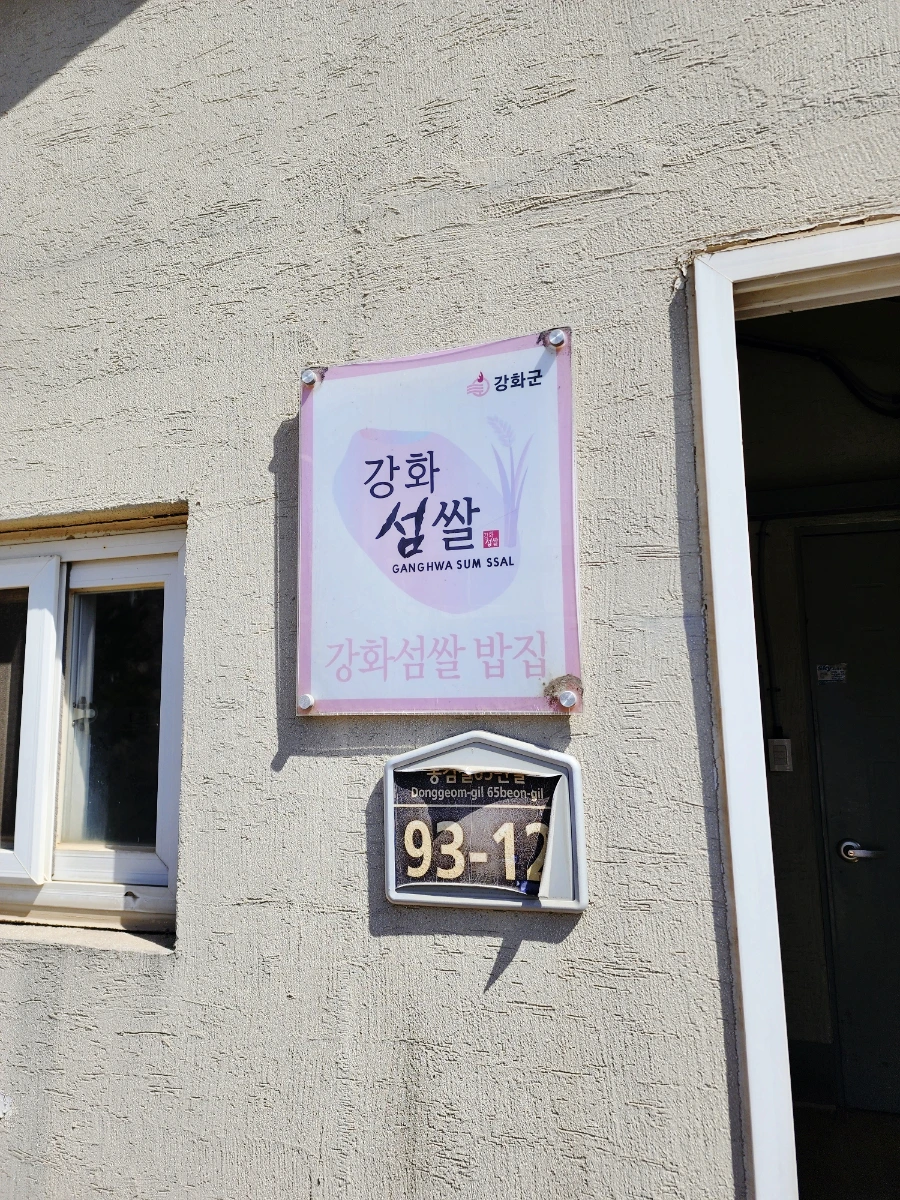 강화군
강화
섬쌀
GANGHWA SUM SSAL
강화섬쌀 밥집
Donggeom-gil 65beon-gil
93-12